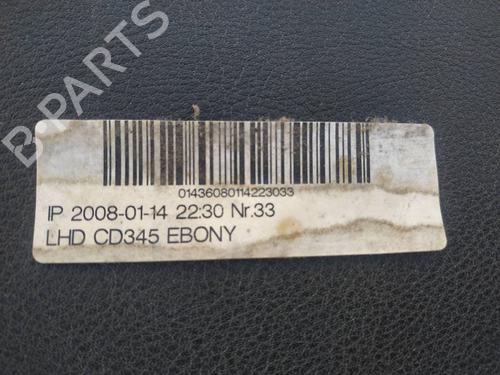 B-PARTS
01436080114223033
IP 2008-01-14 22:30 Nr.33
LHD CD345 EBONY